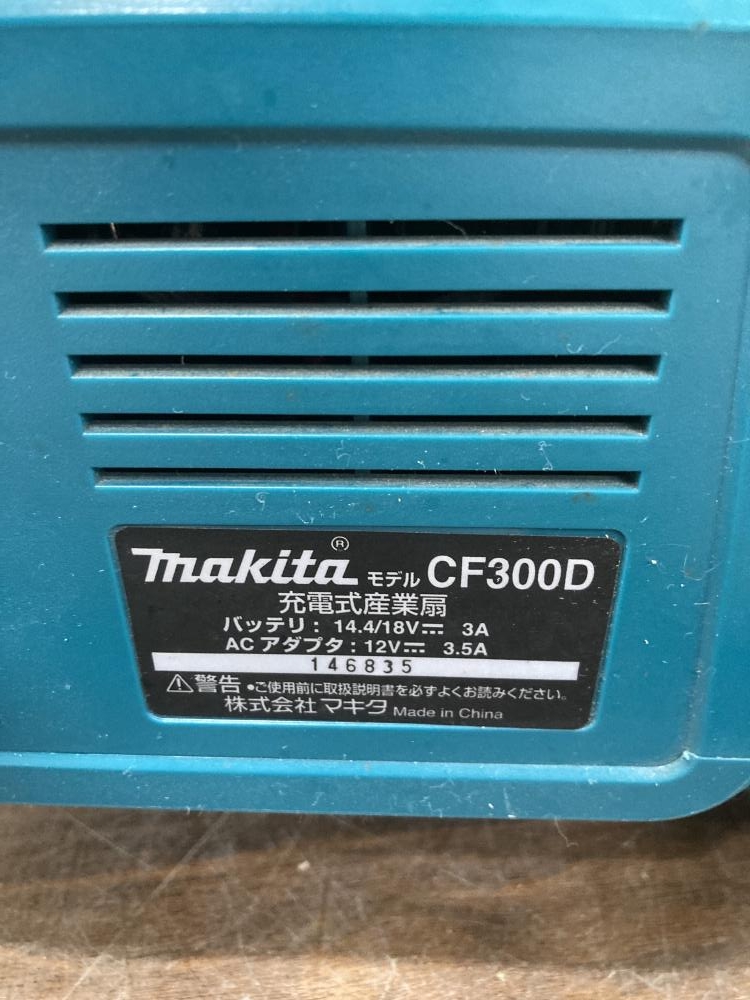 makita® モデル CF300D
充電式産業扇
バッテリ: 14.4/18V⎓ 3A
AC アダプタ: 12V⎓ 3.5A
146835
⚠警告 •ご使用前に取扱説明書を必ずよくお読みください。
株式会社 マキタ Made in China